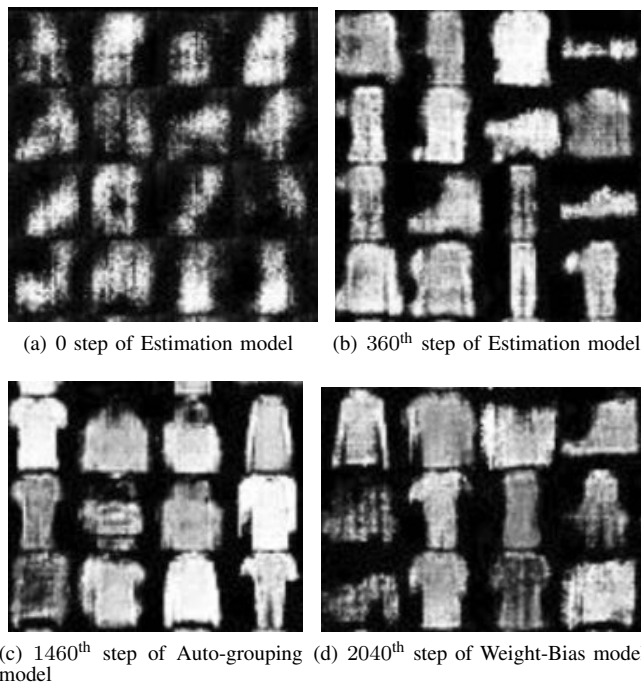 (a) 0 step of Estimation model
(b) 360th step of Estimation model
(c) 1460th step of Auto-grouping
model
(d) 2040th step of Weight-Bias mode